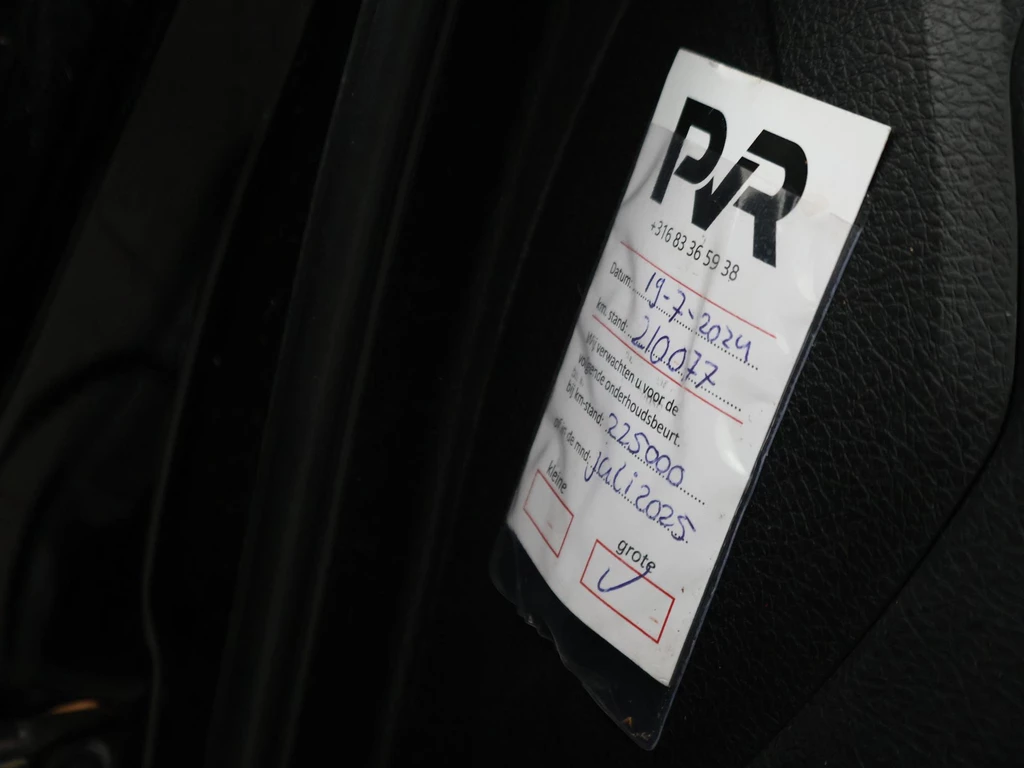 PVR
+316 83 36 59 38
Datum: 19-7-2024
km. stand: 210077
Wij verwachten u voor de
volgende onderhoudsbeurt.
bij km-stand: 225000
of in de mnd: juli 2025
kleine grote